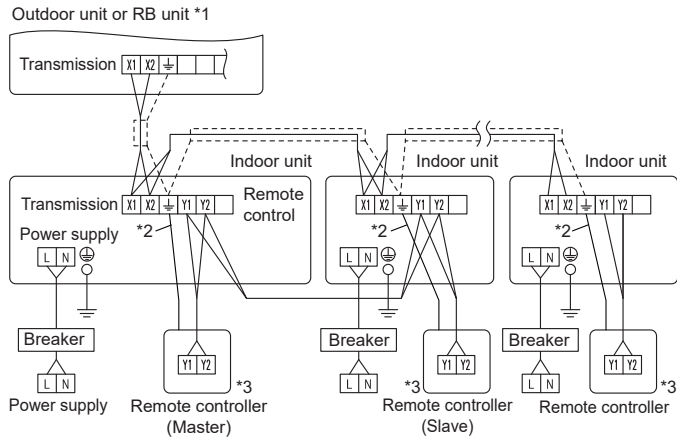 Outdoor unit or RB unit *1
Transmission X1 X2
Indoor unit Indoor unit Indoor unit
Transmission X1 X2 Y1 Y2 Remote control X1 X2 Y1 Y2 X1 X2 Y1 Y2
*2 *2 *2
Power supply
L N L N L N
Breaker Breaker Breaker
Y1 Y2 Y1 Y2 Y1 Y2
L N *3 L N *3 L N *3
Power supply Remote controller (Master) Remote controller (Slave) Remote controller